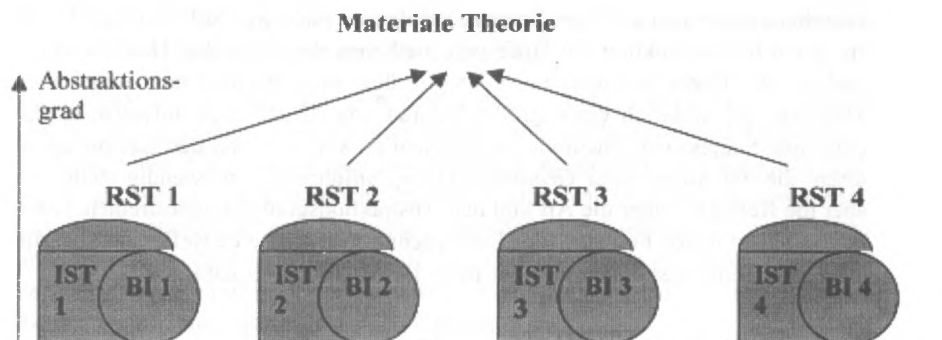 Materiale Theorie
Abstraktions-
grad
RST 1
RST 2
RST 3
RST 4
IST
1
BI 1
IST
2
BI 2
IST
3
BI 3
IST
4
BI 4